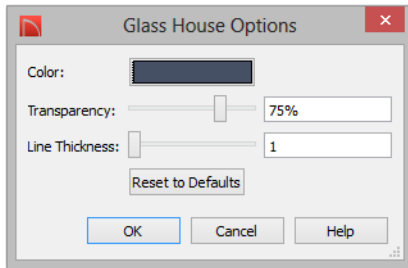 Glass House Options
Color:
Transparency: 75%
Line Thickness: 1
Reset to Defaults
OK Cancel Help